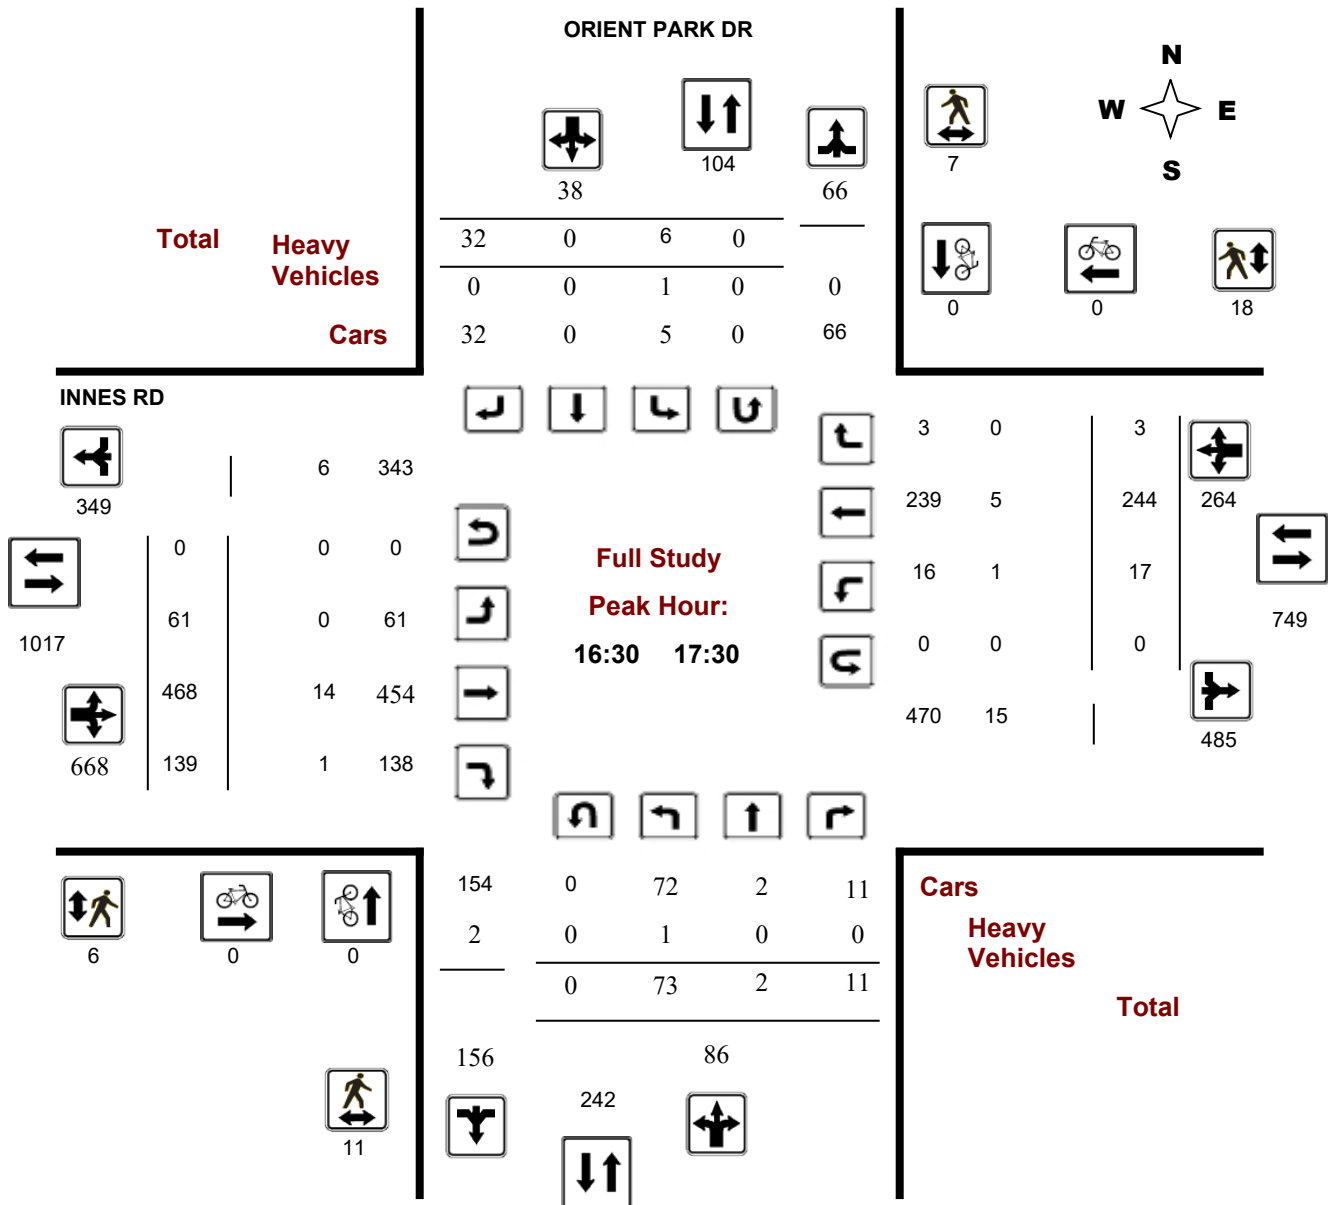 ORIENT PARK DR
N
W E
S
38 104 66 7
Total Heavy Vehicles Cars
32 0 6 0
0 0 1 0 0
32 0 5 0 66
0 0 18
INNES RD
349 6 343
1017
0 0 0
61 0 61
468 14 454
668 139 1 138
Full Study
Peak Hour:
16:30 17:30
3 0 3
239 5 244 264
16 1 17
749
0 0 0
470 15 485
154 0 72 2 11
2 0 1 0 0
0 73 2 11
Cars
Heavy
Vehicles
Total
6 0 0
156 86
242
11